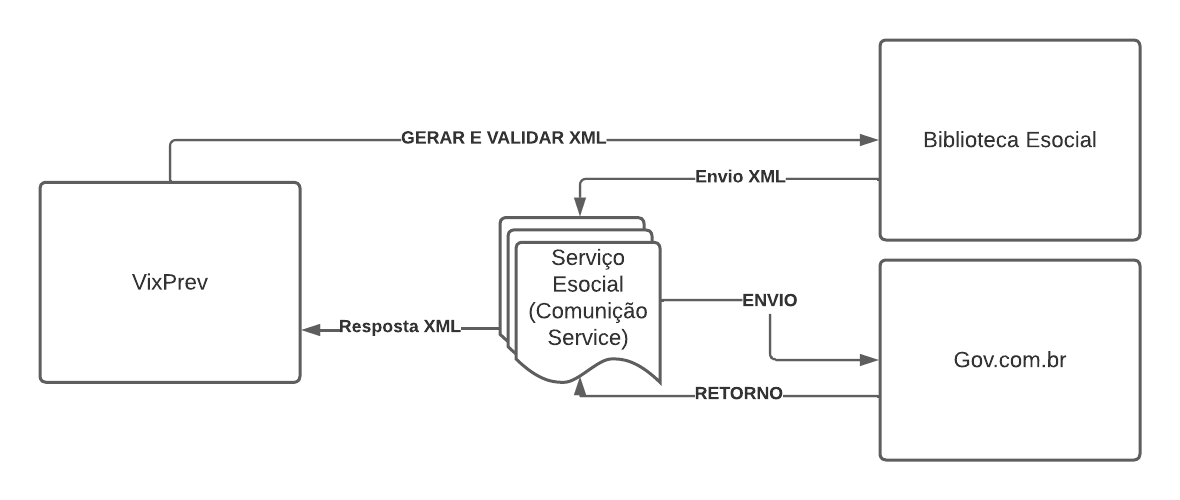 GERAR E VALIDAR XML
Biblioteca Esocial
Envio XML
VixPrev
Serviço
Esocial
(Comunição
Service)
ENVIO
Resposta XML
Gov.com.br
RETORNO